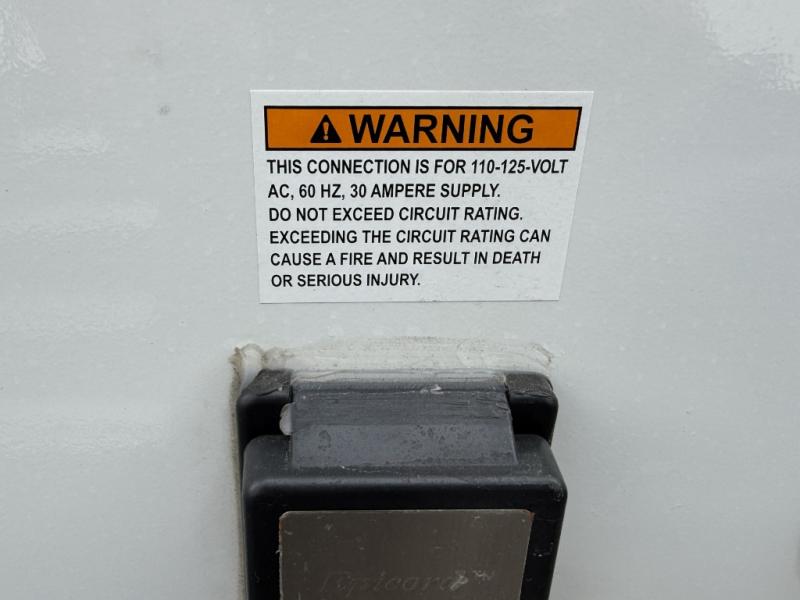 WARNING
THIS CONNECTION IS FOR 110-125-VOLT
AC, 60 HZ, 30 AMPERE SUPPLY.
DO NOT EXCEED CIRCUIT RATING.
EXCEEDING THE CIRCUIT RATING CAN
CAUSE A FIRE AND RESULT IN DEATH
OR SERIOUS INJURY.